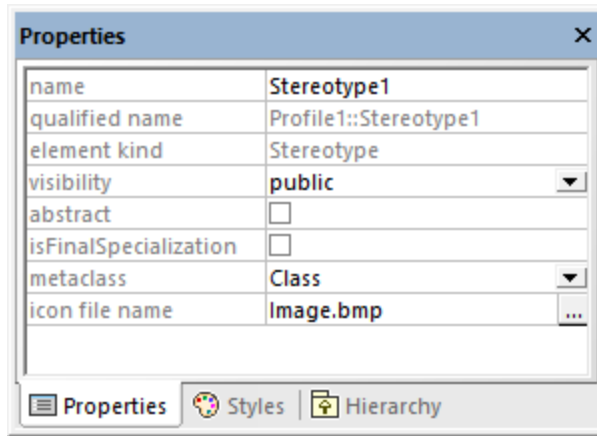 Properties
name Stereotype1
qualified name Profile1::Stereotype1
element kind Stereotype
visibility public
abstract
isFinalSpecialization
metaclass Class
icon file name Image.bmp ...
Properties Styles Hierarchy